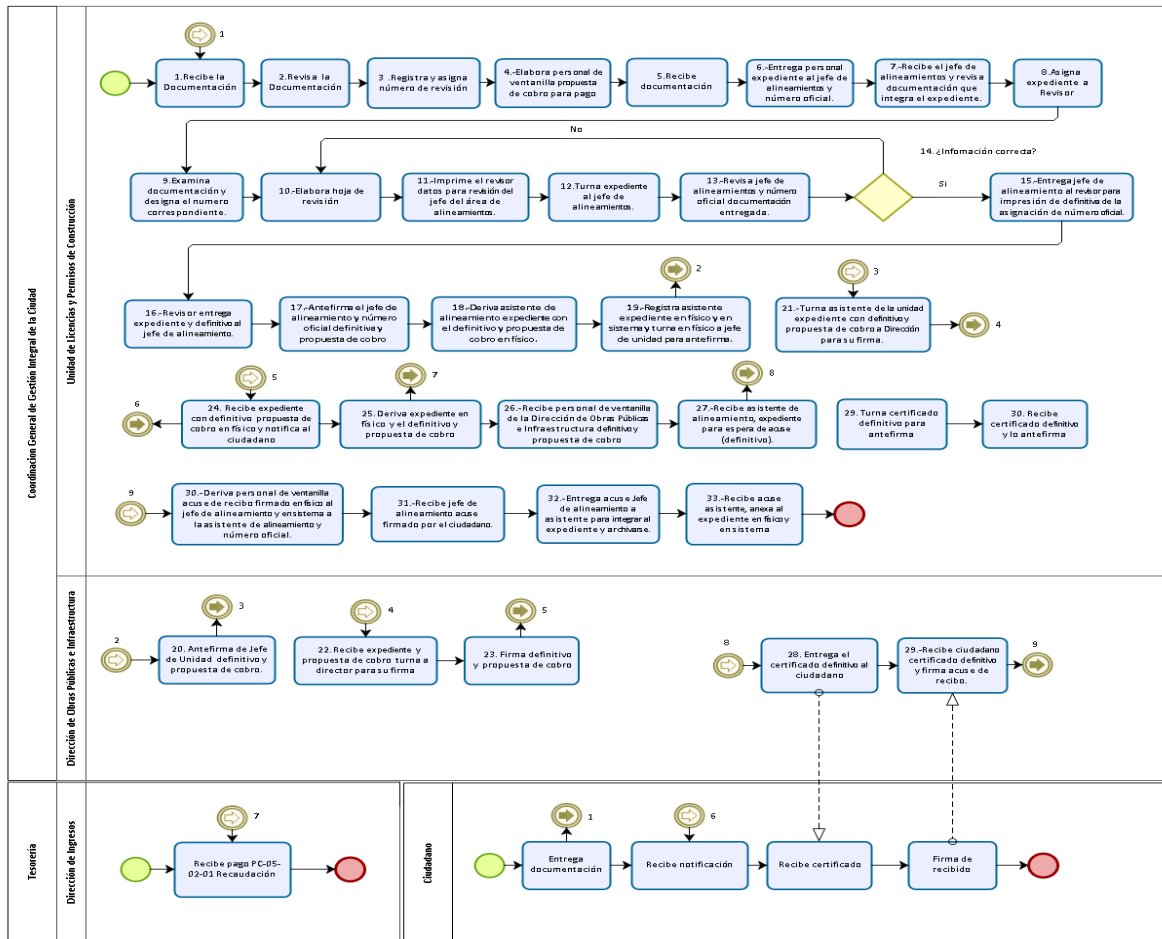 Coordinacion General de Gestión Integral de la Ciudad
Unidad de Licencias y Permisos de Construcción
1
1.Recibe la
Documentación
2.Revisa la
Documentación
3 .Registra y asigna
número de revisión
4.-Elabora personal de
ventanilla propuesta
de cobro para pago
5.Recibe
documentación
6.-Entrega personal
expediente al jefe de
alineamientos y
número oficial.
7.-Recibe el jefe de
alineamientos y revisa
documentación que
integra el expediente.
8.Asigna
expediente a
Revisor
No
14. ¿Infomación correcta?
9.Examina
documentación y
designa el numero
correspondiente.
10.-Elabora hoja de
revisión
11.-Imprime el revisor
datos para revisión del
jefe del área de
alineamientos.
12.Turna expediente
al jefe de
alineamientos.
13.-Revisa jefe de
alineamientos y número
oficial documentación
entregada.
Si
15.-Entrega jefe de
alineamiento al revisor para
impresión de definitiva de la
asignación de número oficial.
2
3
16.-Revisor entrega
expediente y definitivo al
jefe de alineamiento.
17.-Antefirma el jefe de
alineamiento y número
oficial definitiva y
propuesta de cobro
18.-Deriva asistente de
alineamiento expediente con
el definitivo y propuesta de
cobro en físico.
19.-Registra asistente
expediente en físico y en
sistema y turna en físico a jefe
de unidad para antefirma.
21.-Turna asistente de la unidad
expediente con definitivo y
propuesta de cobro a Dirección
para su firma.
4
5
7
8
6
24. Recibe expediente
con definitivo propuesta de
cobro en físico y notifica al
ciudadano
25. Deriva expediente en
físico y el definitivo y
propuesta de cobro
26.-Recibe personal de ventanilla
de la Dirección de Obras Públicas
e Infraestructura definitivo y
propuesta de cobro
27.-Recibe asistente de
alineamiento, expediente
para espera de acuse
(definitivo).
29. Turna certificado
definitivo para
antefirma
30. Recibe
certificado definitivo
y lo antefirma
9
30.-Deriva personal de ventanilla
acuse de recibo firmado en físico al
jefe de alineamiento y en sistema a
la asistente de alineamiento y
número oficial.
31.-Recibe jefe de
alineamiento acuse
firmado por el ciudadano.
32.-Entrega acuse Jefe
de alineamiento a
asistente para integrar al
expediente y archivarse.
33.-Recibe acuse
asistente, anexa al
expediente en físico y
en sistema
Dirección de Obras Públicas e Infraestructura
3
4
5
2
20. Antefirma de Jefe
de Unidad definitivo y
propuesta de cobro.
22. Recibe expediente y
propuesta de cobro turna a
director para su firma
23. Firma definitivo
y propuesta de cobro
8
28. Entrega el
certificado definitivo al
ciudadano
29.-Recibe ciudadano
certificado definitivo y
firma acuse de
recibo.
9
Tesorería
Dirección de Ingresos
7
Recibe pago PC-05-
02-01 Recaudación
Ciudadano
1
6
Entrega
documentación
Recibe notificación
Recibe certificado
Firma de
recibido